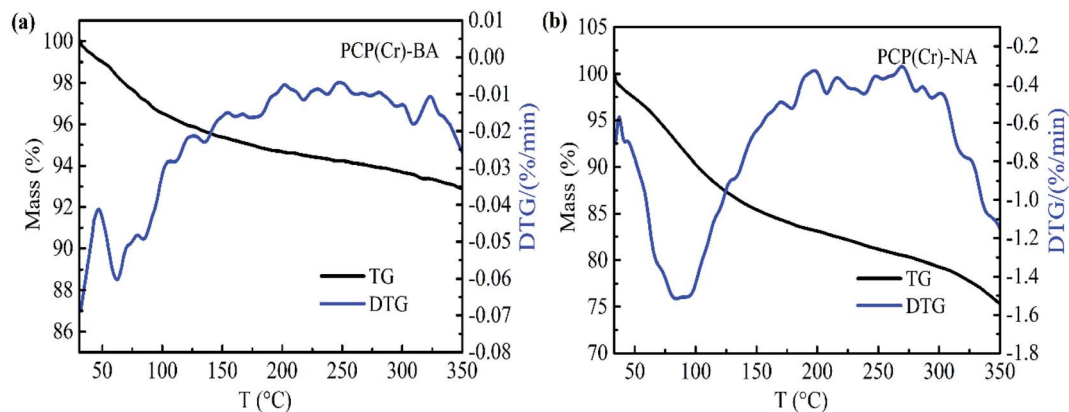 (a)
PCP(Cr)-BA
100
98
96
94
92
90
88
86
Mass (%)
0.01
0.00
-0.01
-0.02
-0.03
-0.04
-0.05
-0.06
-0.07
-0.08
DTG/(%/min)
TG
DTG
50 100 150 200 250 300 350
T (°C)
(b)
PCP(Cr)-NA
105
100
95
90
85
80
75
70
Mass (%)
-0.2
-0.4
-0.6
-0.8
-1.0
-1.2
-1.4
-1.6
-1.8
DTG/(%/min)
TG
DTG
50 100 150 200 250 300 350
T (°C)